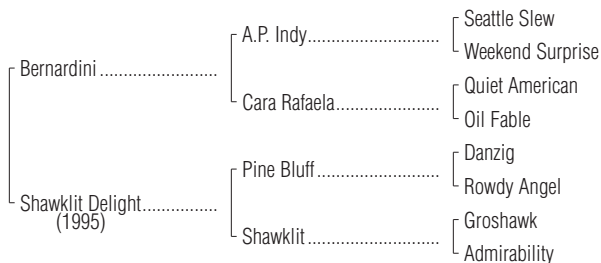 Seattle Slew
A.P. Indy................................
Weekend Surprise
Bernardini ............................
Quiet American
Cara Rafaela.........................
Oil Fable
Danzig
Pine Bluff..............................
Rowdy Angel
Shawklit Delight..................
(1995)
Groshawk
Shawklit ................................
Admirability